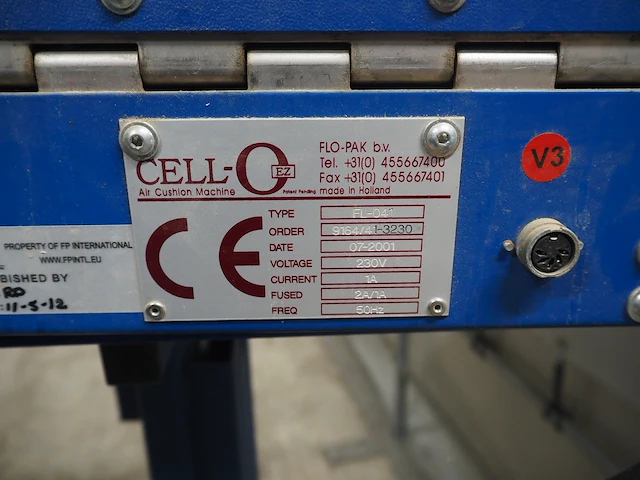 CELL-O EZ
Air Cushion Machine Patent Pending made in Holland
FLO-PAK b.v.
Tel. +31(0) 455667400
Fax +31(0) 455667401
CE
TYPE FL-041
ORDER 9164/41-3230
DATE 07-2001
VOLTAGE 230V
CURRENT 1A
FUSED 2A/1A
FREQ 50Hz
V3
PROPERTY OF FP INTERNATIONAL
WWW.FPINTL.EU
BISHED BY
RD
11-5-12